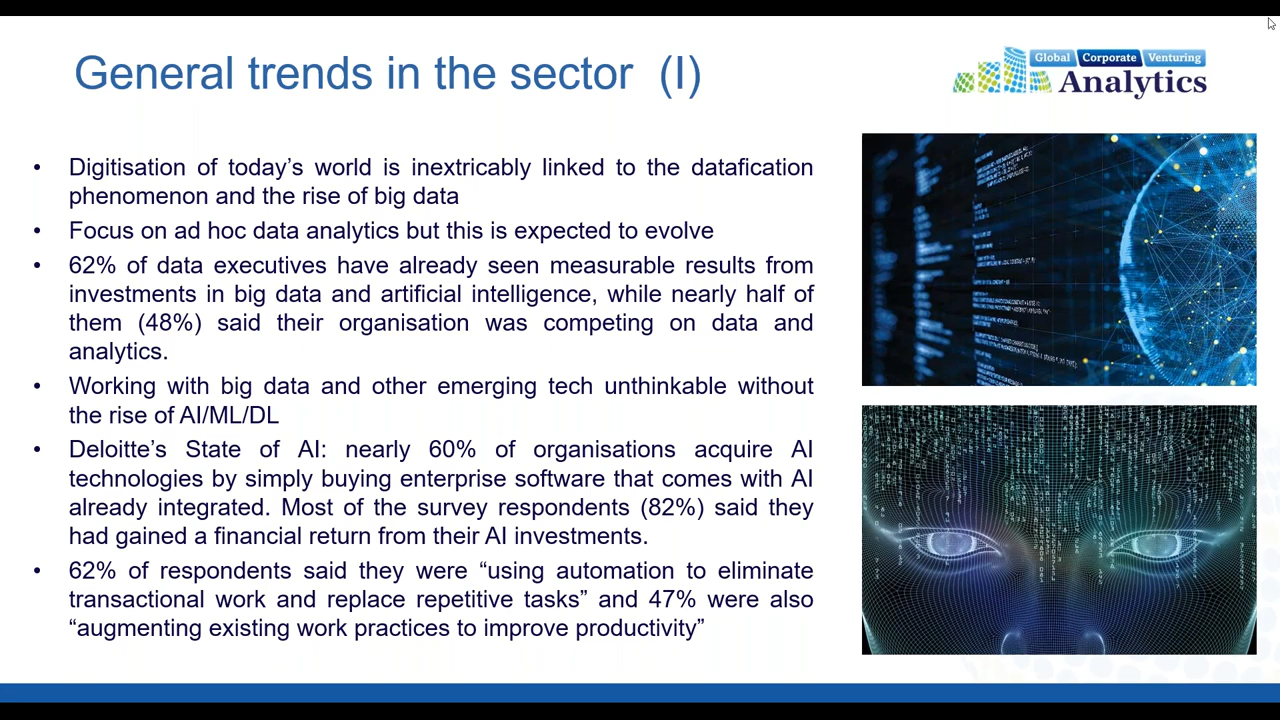 General trends in the sector (I)
Global Corporate Venturing
Analytics
• Digitisation of today’s world is inextricably linked to the datafication
phenomenon and the rise of big data
• Focus on ad hoc data analytics but this is expected to evolve
• 62% of data executives have already seen measurable results from
investments in big data and artificial intelligence, while nearly half of
them (48%) said their organisation was competing on data and
analytics.
• Working with big data and other emerging tech unthinkable without
the rise of AI/ML/DL
• Deloitte’s State of AI: nearly 60% of organisations acquire AI
technologies by simply buying enterprise software that comes with AI
already integrated. Most of the survey respondents (82%) said they
had gained a financial return from their AI investments.
• 62% of respondents said they were “using automation to eliminate
transactional work and replace repetitive tasks” and 47% were also
“augmenting existing work practices to improve productivity”